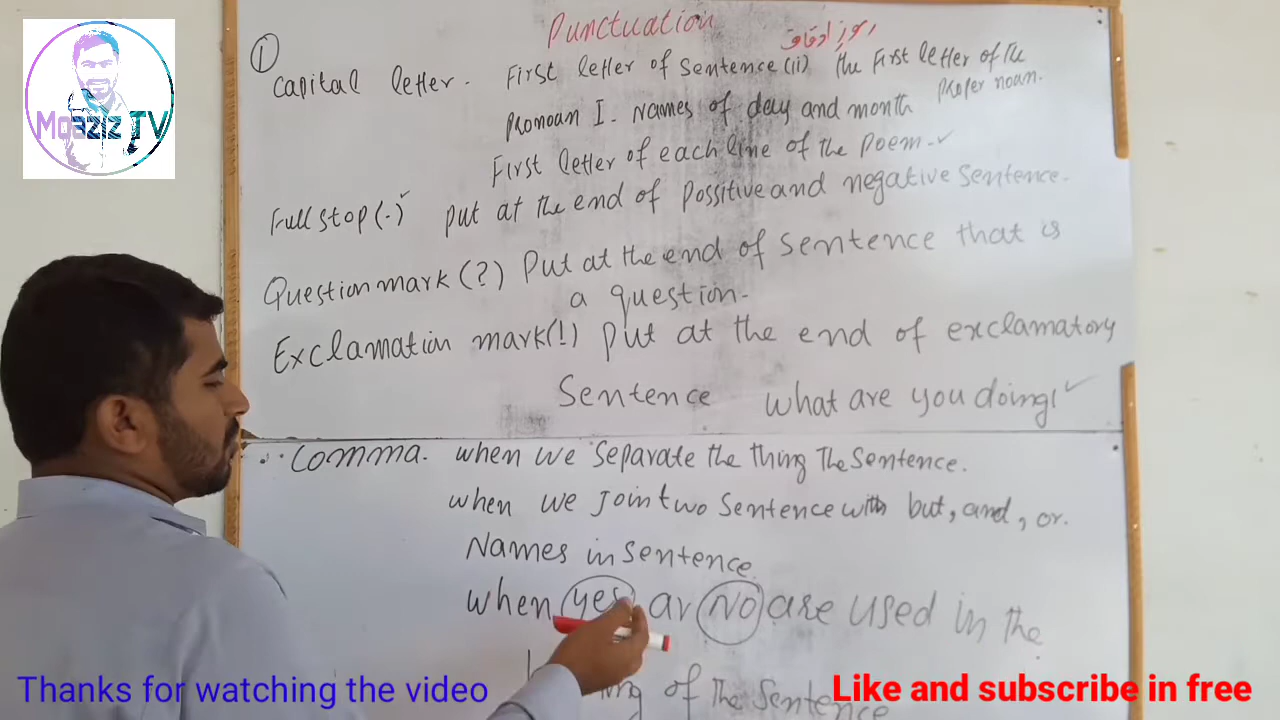 Moaziz TV
Punctuation رموز اوقاف
① Capital letter. First letter of sentence (ii) the first letter of the proper noun.
pronoun I. Names of day and month
First letter of each line of the poem.
Full stop (.) put at the end of possitive and negative sentence.
Question mark (?) Put at the end of sentence that is
a question.
Exclamation mark (!) put at the end of exclamatory
Sentence what are you doing!
Comma. when we separate the thing The sentence.
when we join two sentence with but, and, or.
Names in sentence.
when yes or No are used in the
of The sentence
Thanks for watching the video
Like and subscribe in free